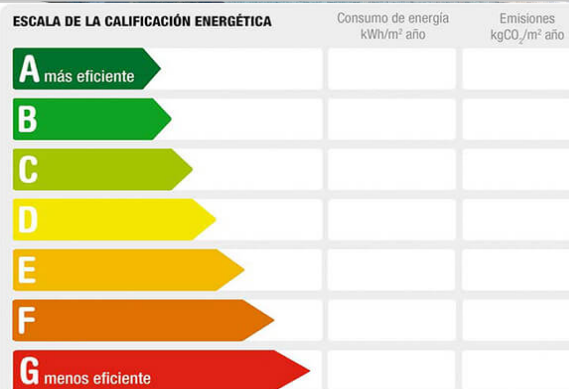 ESCALA DE LA CALIFICACIÓN ENERGÉTICA
Consumo de energía
kWh/m² año
Emisiones
kgCO₂/m² año
A más eficiente
B
C
D
E
F
G menos eficiente